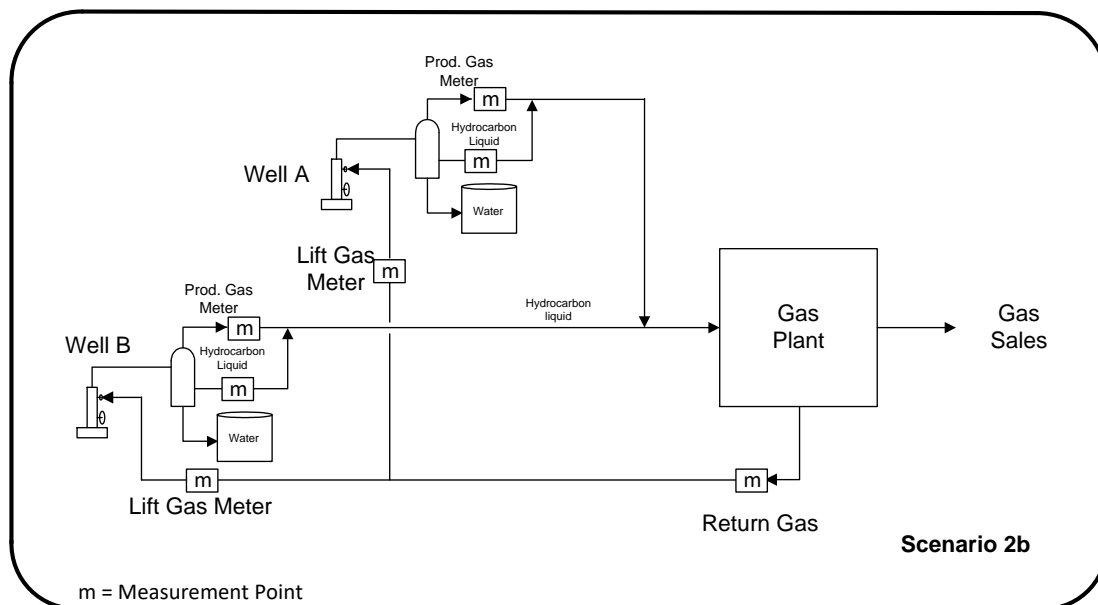 Prod. Gas
Meter
m
Hydrocarbon
Liquid
m
Well A
Water
Lift Gas
Meter
m
Prod. Gas
Meter
m
Hydrocarbon
liquid
Gas
Plant
Gas
Sales
Well B
Hydrocarbon
Liquid
m
Water
m
Lift Gas Meter
m
Return Gas
Scenario 2b
m = Measurement Point